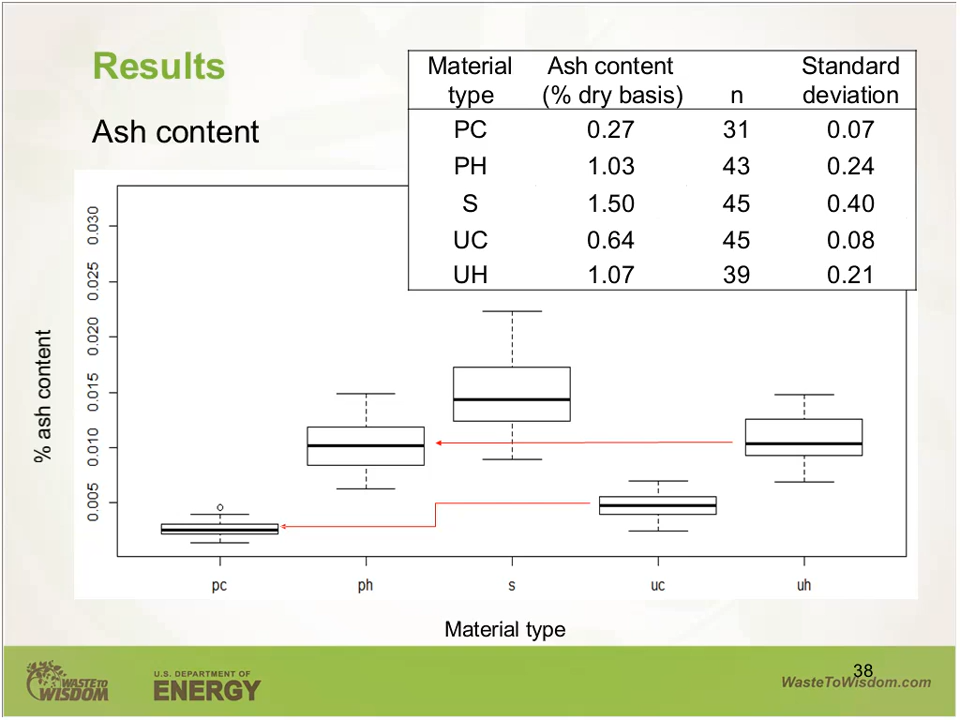 Results
Ash content
Material type Ash content (% dry basis) n Standard deviation
PC 0.27 31 0.07
PH 1.03 43 0.24
S 1.50 45 0.40
UC 0.64 45 0.08
UH 1.07 39 0.21
% ash content
0.030
0.025
0.020
0.015
0.010
0.005
pc ph s uc uh
Material type
WASTE TO
WISDOM
U.S. DEPARTMENT OF
ENERGY
38
WasteToWisdom.com